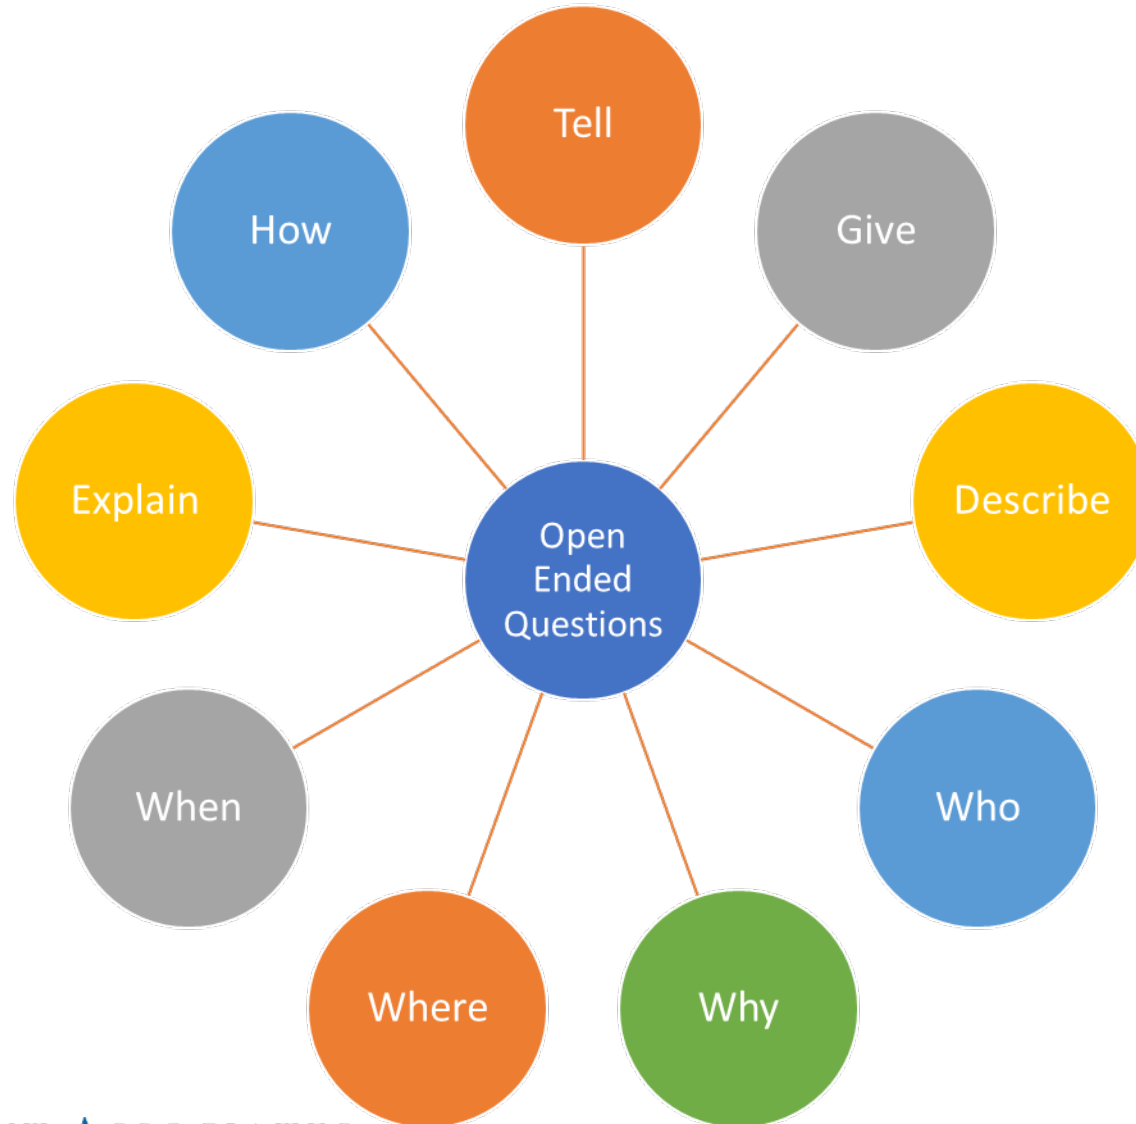 Tell
Give
Describe
Who
Why
Where
When
Explain
How
Open
Ended
Questions